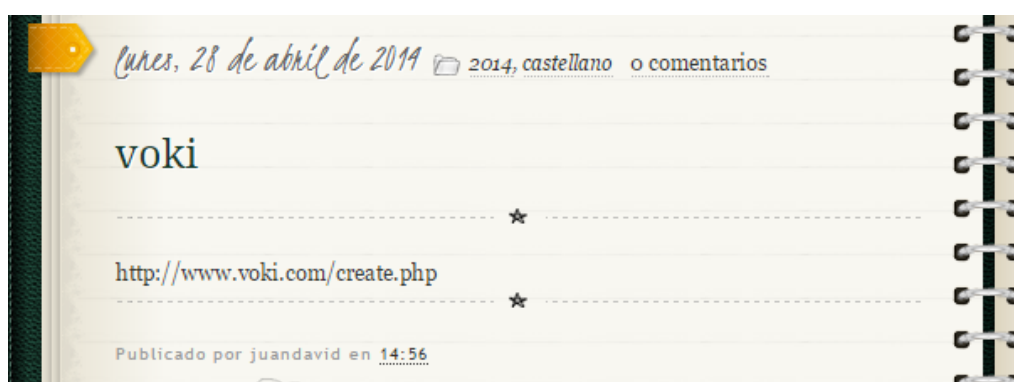 lunes, 28 de abril de 2014 2014, castellano 0 comentarios
voki
http://www.voki.com/create.php
Publicado por juandavid en 14:56